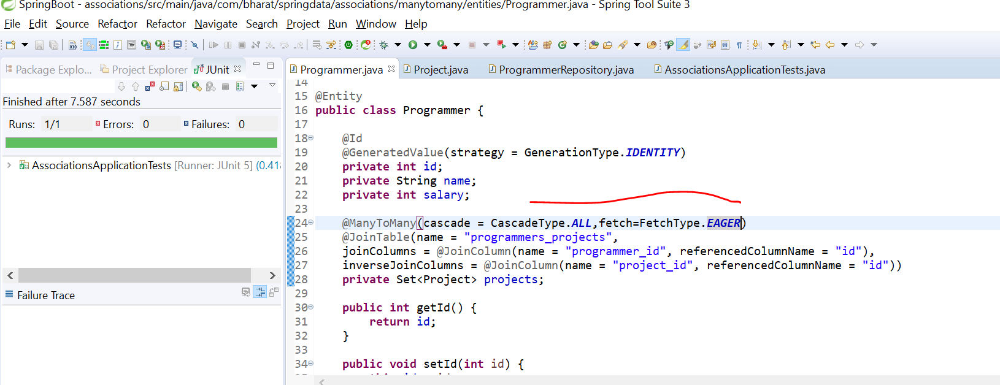 SpringBoot - associations/src/main/java/com/bharat/springdata/associations/manytomany/entities/Programmer.java - Spring Tool Suite 3
File Edit Source Refactor Refactor Navigate Search Project Run Window Help
Package Explo... Project Explorer JUnit
Finished after 7.587 seconds
Runs: 1/1 Errors: 0 Failures: 0
AssociationsApplicationTests [Runner: JUnit 5] (0.418
Failure Trace
Programmer.java Project.java ProgrammerRepository.java AssociationsApplicationTests.java
14
15 @Entity
16 public class Programmer {
17
18 @Id
19 @GeneratedValue(strategy = GenerationType.IDENTITY)
20 private int id;
21 private String name;
22 private int salary;
23
24 @ManyToMany(cascade = CascadeType.ALL,fetch=FetchType.EAGER)
25 @JoinTable(name = "programmers_projects",
26 joinColumns = @JoinColumn(name = "programmer_id", referencedColumnName = "id"),
27 inverseJoinColumns = @JoinColumn(name = "project_id", referencedColumnName = "id"))
28 private Set<Project> projects;
29
30 public int getId() {
31 return id;
32 }
33
34 public void setId(int id) {